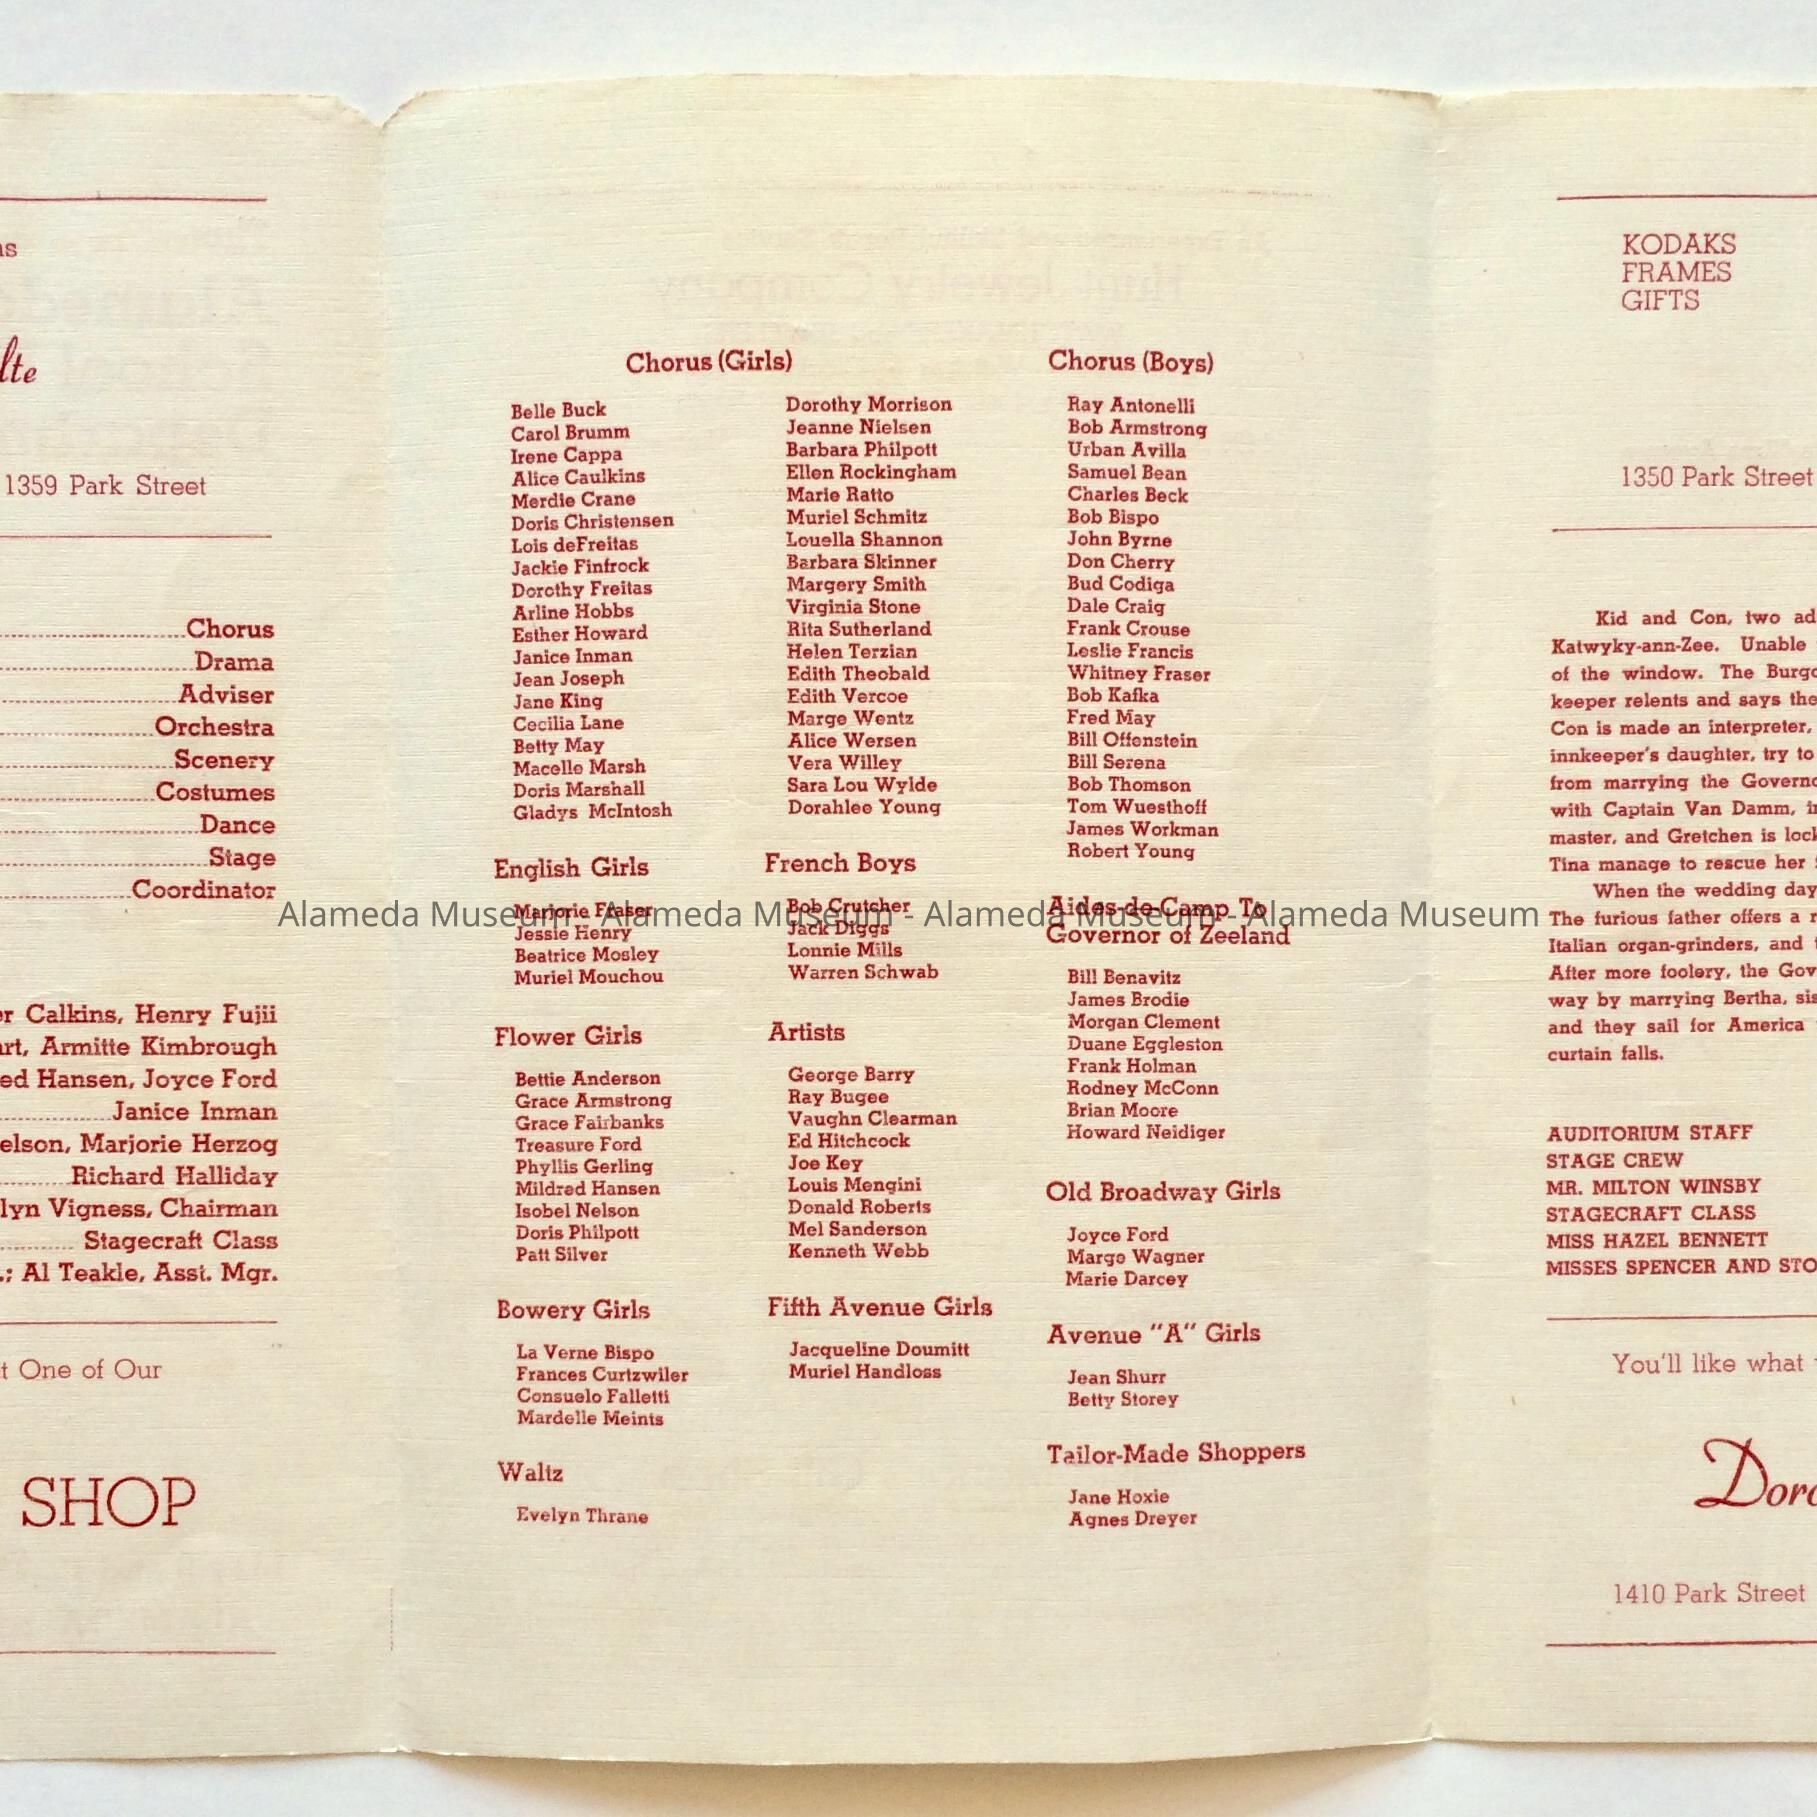 ns
lte
1359 Park Street
Chorus
Drama
Adviser
Orchestra
Scenery
Costumes
Dance
Stage
Coordinator
er Calkins, Henry Fujii
art, Armitte Kimbrough
ed Hansen, Joyce Ford
Janice Inman
elson, Marjorie Herzog
Richard Halliday
lyn Vigness, Chairman
Stagecraft Class
.; Al Teakle, Asst. Mgr.
t One of Our
SHOP
Chorus (Girls)
Belle Buck
Carol Brumm
Irene Cappa
Alice Caulkins
Merdie Crane
Doris Christensen
Lois deFreitas
Jackie Finfrock
Dorothy Freitas
Arline Hobbs
Esther Howard
Janice Inman
Jean Joseph
Jane King
Cecilia Lane
Betty May
Macelle Marsh
Doris Marshall
Gladys McIntosh
Dorothy Morrison
Jeanne Nielsen
Barbara Philpott
Ellen Rockingham
Marie Ratto
Muriel Schmitz
Louella Shannon
Barbara Skinner
Margery Smith
Virginia Stone
Rita Sutherland
Helen Terzian
Edith Theobald
Edith Vercoe
Marge Wentz
Alice Wersen
Vera Willey
Sara Lou Wylde
Dorahlee Young
Chorus (Boys)
Ray Antonelli
Bob Armstrong
Urban Avilla
Samuel Bean
Charles Beck
Bob Bispo
John Byrne
Don Cherry
Bud Codiga
Dale Craig
Frank Crouse
Leslie Francis
Whitney Fraser
Bob Kafka
Fred May
Bill Offenstein
Bill Serena
Bob Thomson
Tom Wuesthoff
James Workman
Robert Young
English Girls
Marjorie Fraser
Jessie Henry
Beatrice Mosley
Muriel Mouchou
French Boys
Bob Crutcher
Jack Diggs
Lonnie Mills
Warren Schwab
Aides-de-Camp To
Governor of Zeeland
Bill Benavitz
James Brodie
Morgan Clement
Duane Eggleston
Frank Holman
Rodney McConn
Brian Moore
Howard Neidiger
Flower Girls
Bettie Anderson
Grace Armstrong
Grace Fairbanks
Treasure Ford
Phyllis Gerling
Mildred Hansen
Isobel Nelson
Doris Philpott
Patt Silver
Artists
George Barry
Ray Bugee
Vaughn Clearman
Ed Hitchcock
Joe Key
Louis Mengini
Donald Roberts
Mel Sanderson
Kenneth Webb
Old Broadway Girls
Joyce Ford
Marge Wagner
Marie Darcey
Bowery Girls
La Verne Bispo
Frances Curtzwiler
Consuelo Falletti
Mardelle Meints
Fifth Avenue Girls
Jacqueline Doumitt
Muriel Handloss
Avenue "A" Girls
Jean Shurr
Betty Storey
Waltz
Evelyn Thrane
Tailor-Made Shoppers
Jane Hoxie
Agnes Dreyer
Alameda Museum - Alameda Museum - Alameda Museum - Alameda Museum
KODAKS
FRAMES
GIFTS
1350 Park Street
Kid and Con, two ad
Katwyky-ann-Zee. Unable
of the window. The Burgo
keeper relents and says the
Con is made an interpreter,
innkeeper's daughter, try to
from marrying the Governo
with Captain Van Damm, i
master, and Gretchen is lock
Tina manage to rescue her
When the wedding day
The furious father offers a r
Italian organ-grinders, and
After more foolery, the Gov
way by marrying Bertha, sis
and they sail for America
curtain falls.
AUDITORIUM STAFF
STAGE CREW
MR. MILTON WINSBY
STAGECRAFT CLASS
MISS HAZEL BENNETT
MISSES SPENCER AND STO
You'll like what
Doro
1410 Park Street